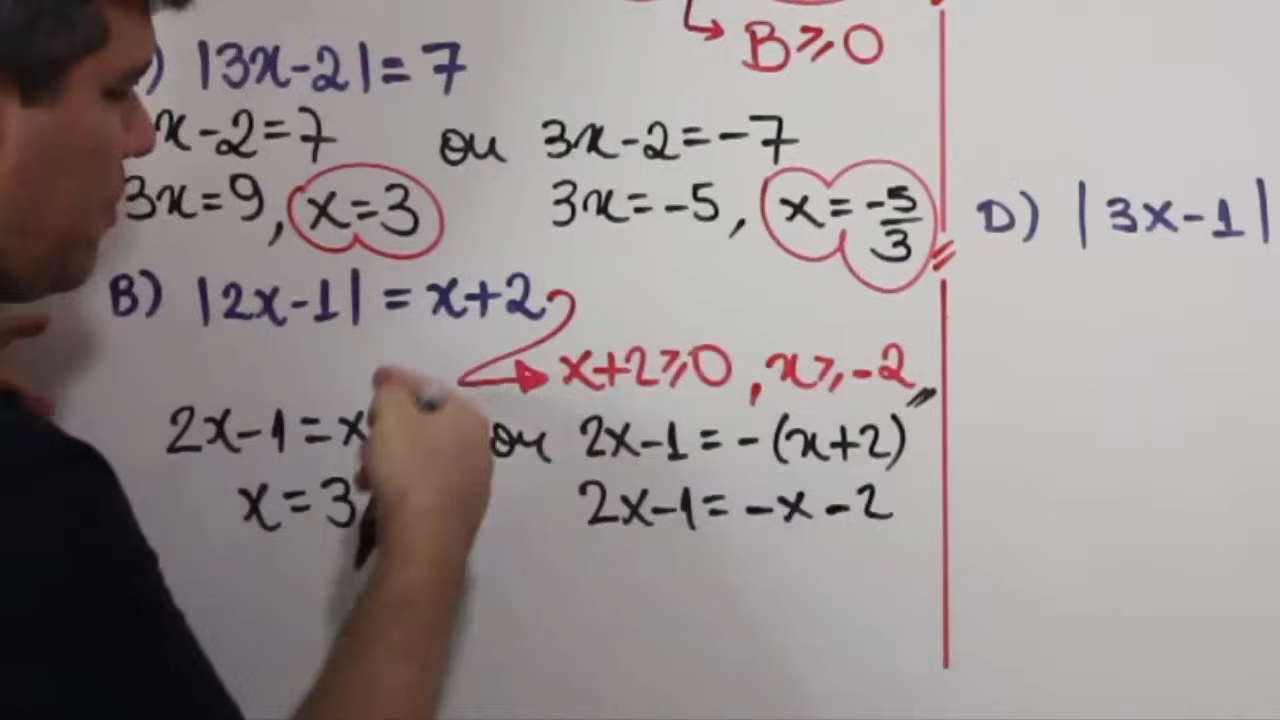 B ≥ 0
) |3x-2| = 7
x-2=7 ou 3x-2=-7
3x=9, x=3 3x=-5, x=-5/3
D) |3x-1|
B) |2x-1| = x+2
x+2≥0, x≥-2
2x-1=x ou 2x-1=-(x+2)
x=3 2x-1=-x-2